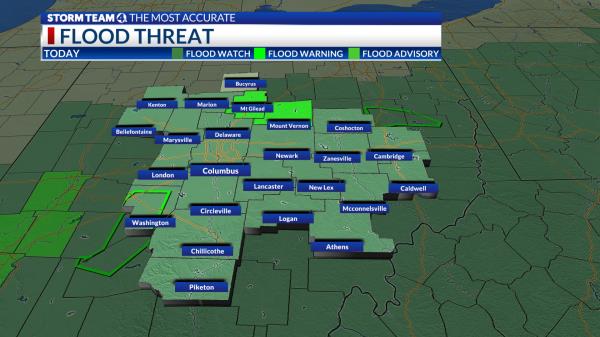 STORM TEAM 4 THE MOST ACCURATE
FLOOD THREAT
TODAY FLOOD WATCH FLOOD WARNING FLOOD ADVISORY
Bucyrus
Kenton Marion Mt Gilead
Bellefontaine Marysville Delaware Mount Vernon Coshocton
Newark Zanesville Cambridge
London Columbus
Lancaster New Lex Caldwell
Washington Circleville Logan Mcconnelsville
Chillicothe Athens
Piketon